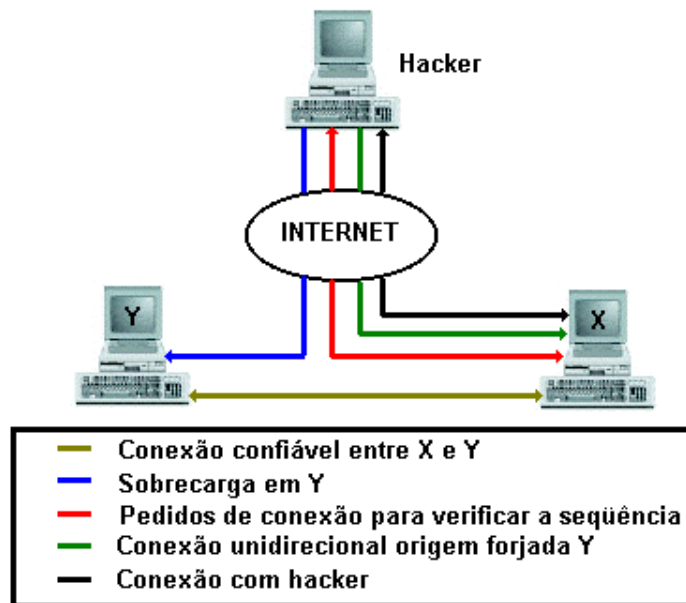 Hacker
INTERNET
Y
X
Conexão confiável entre X e Y
Sobrecarga em Y
Pedidos de conexão para verificar a seqüência
Conexão unidirecional origem forjada Y
Conexão com hacker